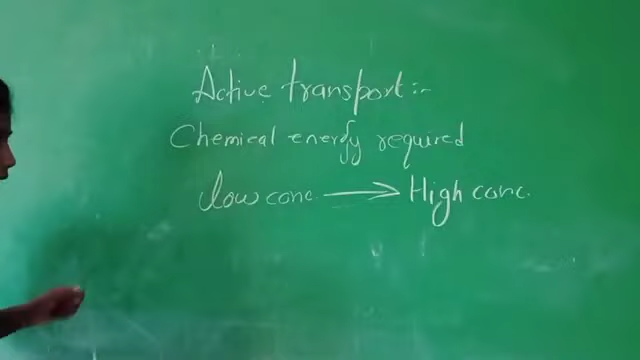 Active transport:-
Chemical energy required
low conc. → High conc.